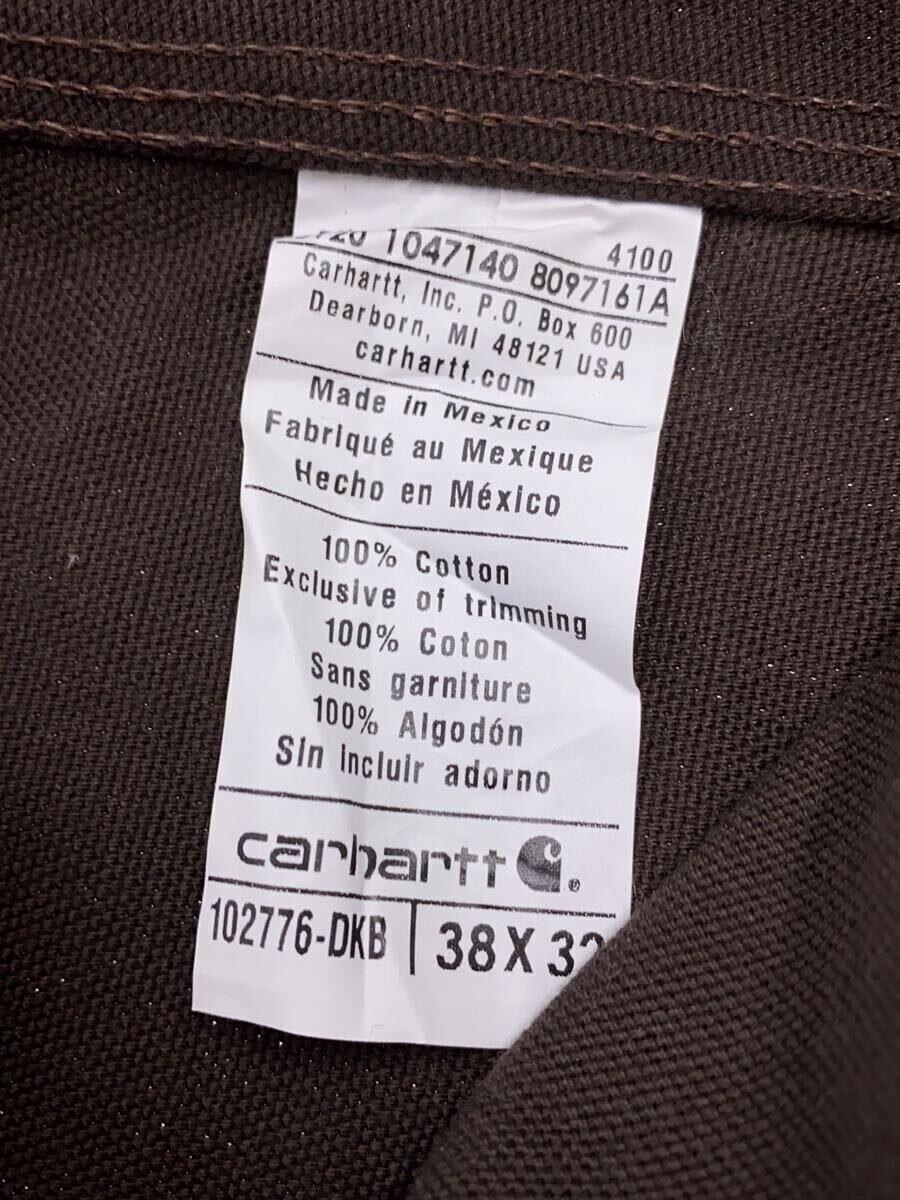 4100
1047140 8097161A
Carhartt, Inc. P.O. Box 600
Dearborn, MI 48121 USA
carhartt.com
Made in Mexico
Fabriqué au Mexique
Hecho en México
100% Cotton
Exclusive of trimming
100% Coton
Sans garniture
100% Algodón
Sin incluir adorno
carhartt ®
102776-DKB
38 X